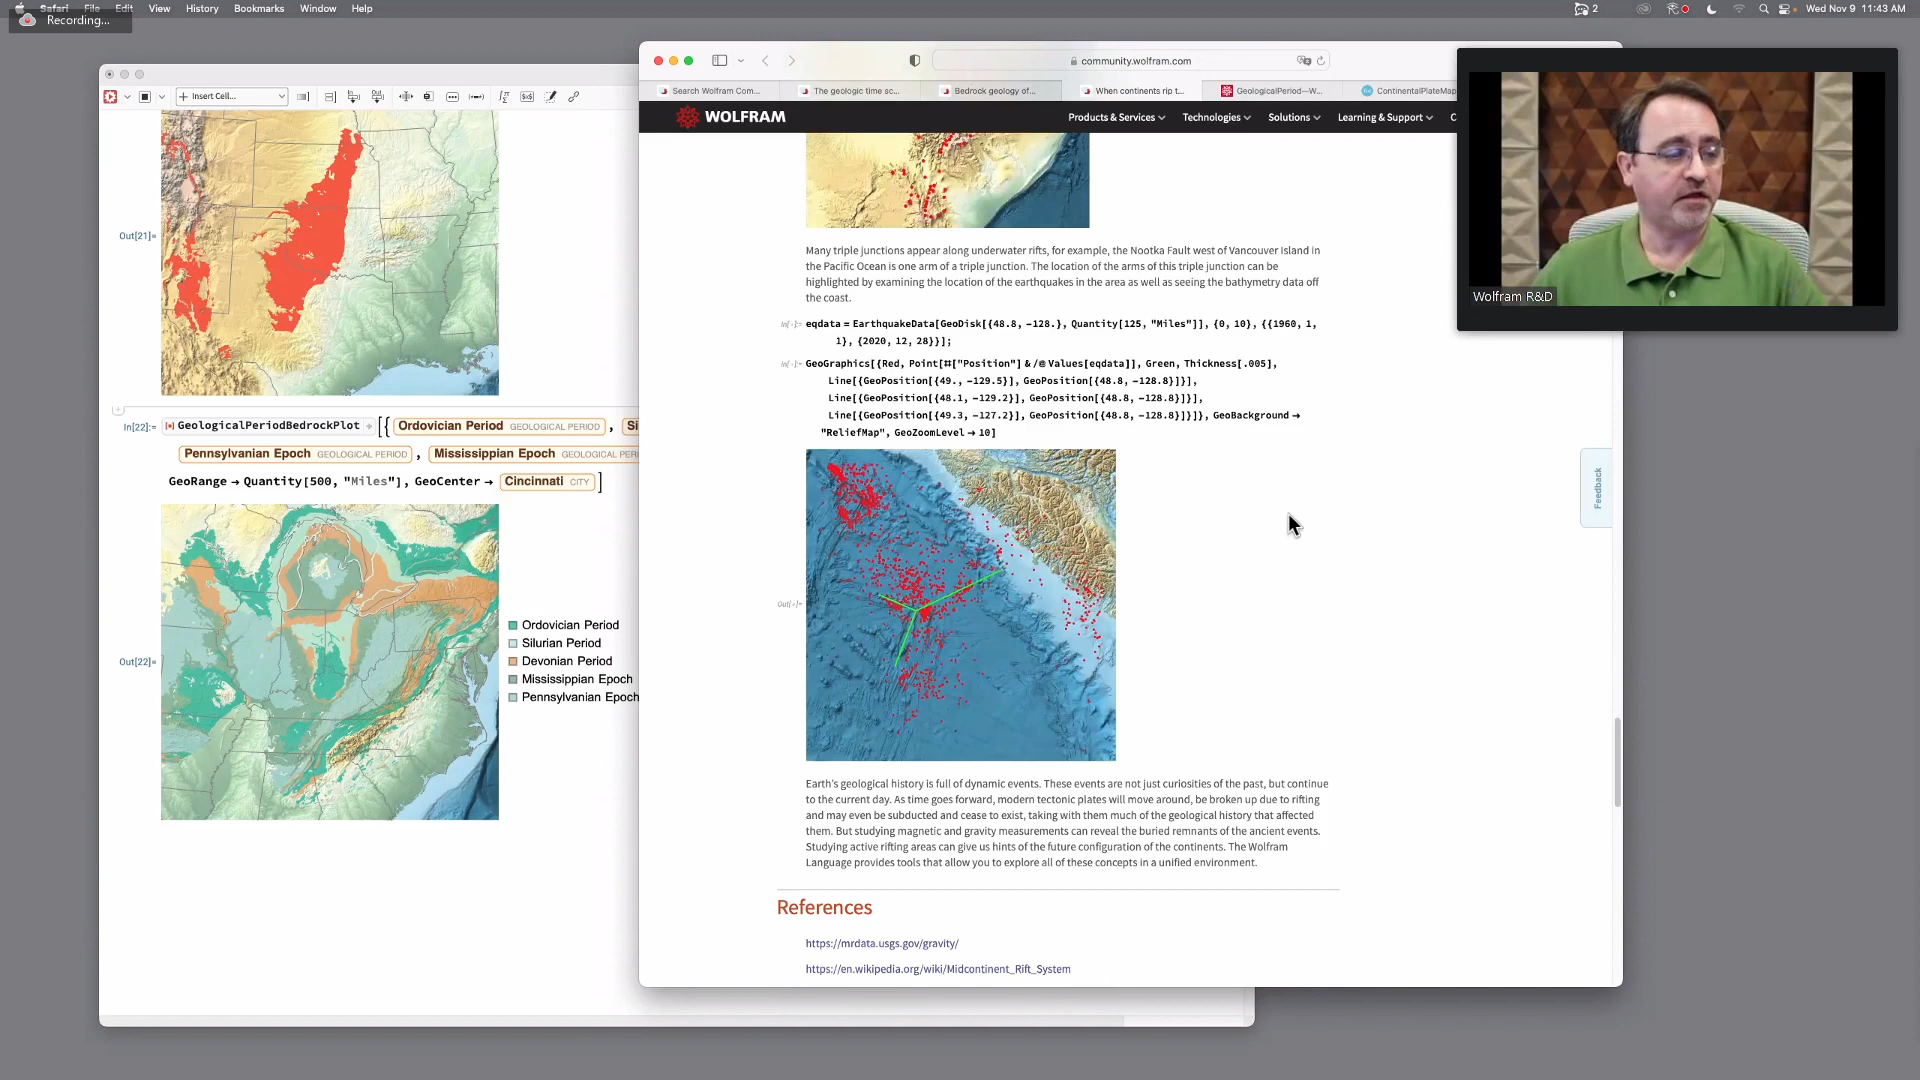 Safari File Edit View History Bookmarks Window Help
2
Wed Nov 9 11:43 AM
Recording...
Insert Cell...
Out[21]=
In[22]:= GeologicalPeriodBedrockPlot [{ Ordovician Period GEOLOGICAL PERIOD , Si
Pennsylvanian Epoch GEOLOGICAL PERIOD , Mississippian Epoch GEOLOGICAL PER
GeoRange → Quantity[500, "Miles"], GeoCenter → Cincinnati CITY ]
Out[22]=
Ordovician Period
Silurian Period
Devonian Period
Mississippian Epoch
Pennsylvanian Epoch
community.wolfram.com
Search Wolfram Com...
The geologic time sc...
Bedrock geology of...
When continents rip t...
GeologicalPeriod—W...
ContinentalPlateMap
WOLFRAM
Products & Services
Technologies
Solutions
Learning & Support
C
Many triple junctions appear along underwater rifts, for example, the Nootka Fault west of Vancouver Island in
the Pacific Ocean is one arm of a triple junction. The location of the arms of this triple junction can be
highlighted by examining the location of the earthquakes in the area as well as seeing the bathymetry data off
the coast.
In[•]:= eqdata = EarthquakeData[GeoDisk[{48.8, -128.}, Quantity[125, "Miles"]], {0, 10}, {{1960, 1,
1}, {2020, 12, 28}}];
In[•]:= GeoGraphics[{Red, Point[#["Position"] & /@ Values[eqdata]], Green, Thickness[.005],
Line[{GeoPosition[{49., -129.5}], GeoPosition[{48.8, -128.8}]}],
Line[{GeoPosition[{48.1, -129.2}], GeoPosition[{48.8, -128.8}]}],
Line[{GeoPosition[{49.3, -127.2}], GeoPosition[{48.8, -128.8}]}]}, GeoBackground →
"ReliefMap", GeoZoomLevel → 10]
Out[•]=
Earth's geological history is full of dynamic events. These events are not just curiosities of the past, but continue
to the current day. As time goes forward, modern tectonic plates will move around, be broken up due to rifting
and may even be subducted and cease to exist, taking with them much of the geological history that affected
them. But studying magnetic and gravity measurements can reveal the buried remnants of the ancient events.
Studying active rifting areas can give us hints of the future configuration of the continents. The Wolfram
Language provides tools that allow you to explore all of these concepts in a unified environment.
References
https://mrdata.usgs.gov/gravity/
https://en.wikipedia.org/wiki/Midcontinent_Rift_System
Feedback
Wolfram R&D